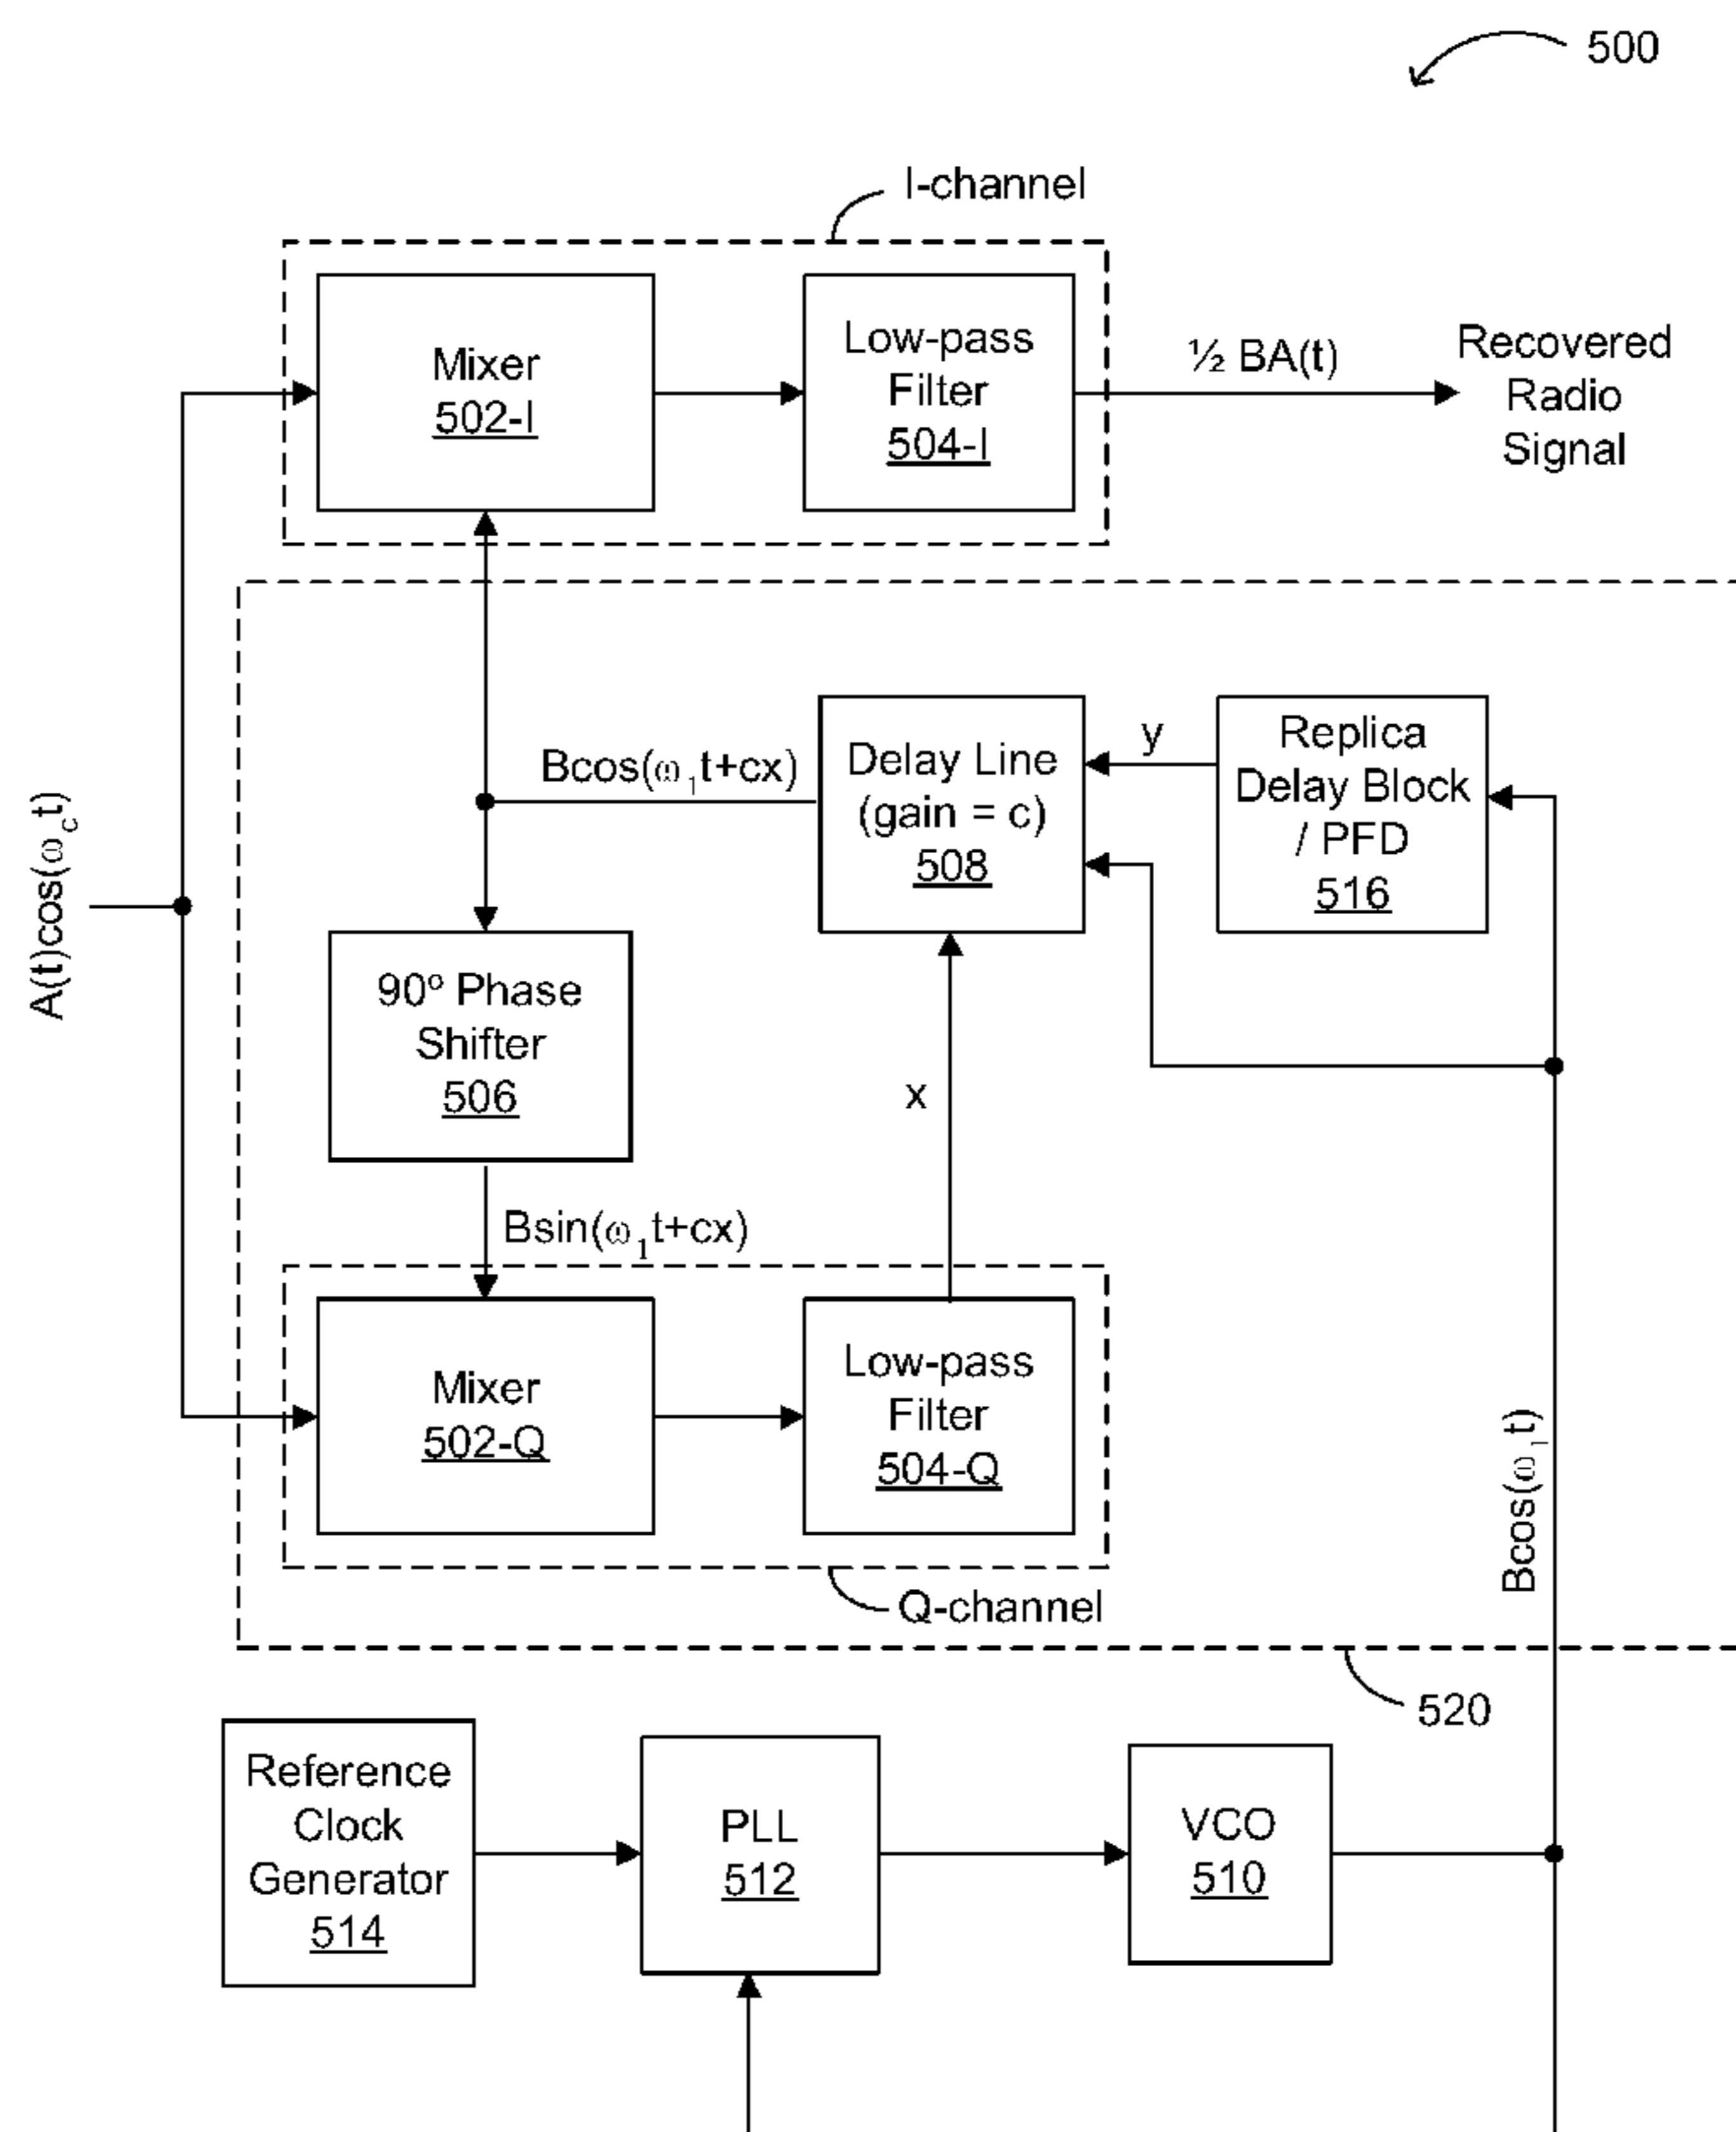 500
I-channel
Mixer
502-I
Low-pass
Filter
504-I
½ BA(t)
Recovered
Radio
Signal
A(t)cos(ω_c t)
Bcos(ω₁t+cx)
Delay Line
(gain = c)
508
y
Replica
Delay Block
/ PFD
516
90º Phase
Shifter
506
x
Bsin(ω₁t+cx)
Mixer
502-Q
Low-pass
Filter
504-Q
Q-channel
Bcos(ω₁t)
520
Reference
Clock
Generator
514
PLL
512
VCO
510